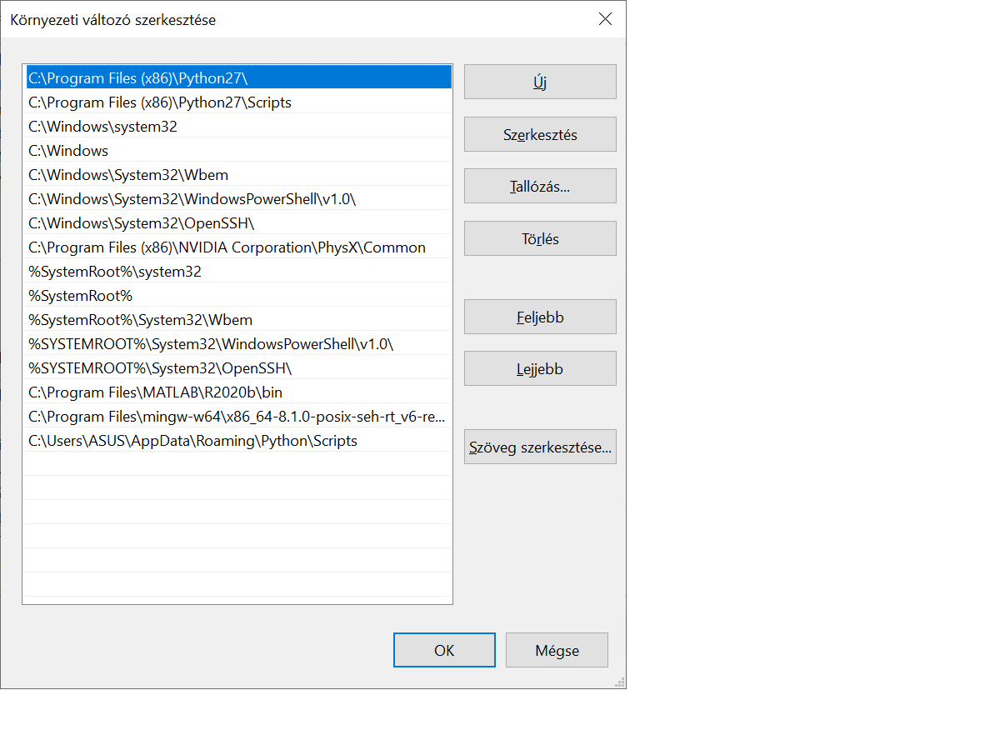 Környezeti változó szerkesztése
C:\Program Files (x86)\Python27\
C:\Program Files (x86)\Python27\Scripts
C:\Windows\system32
C:\Windows
C:\Windows\System32\Wbem
C:\Windows\System32\WindowsPowerShell\v1.0\
C:\Windows\System32\OpenSSH\
C:\Program Files (x86)\NVIDIA Corporation\PhysX\Common
%SystemRoot%\system32
%SystemRoot%
%SystemRoot%\System32\Wbem
%SYSTEMROOT%\System32\WindowsPowerShell\v1.0\
%SYSTEMROOT%\System32\OpenSSH\
C:\Program Files\MATLAB\R2020b\bin
C:\Program Files\mingw-w64\x86_64-8.1.0-posix-seh-rt_v6-re...
C:\Users\ASUS\AppData\Roaming\Python\Scripts
Új
Szerkesztés
Tallózás...
Törlés
Feljebb
Lejjebb
Szöveg szerkesztése...
OK
Mégse